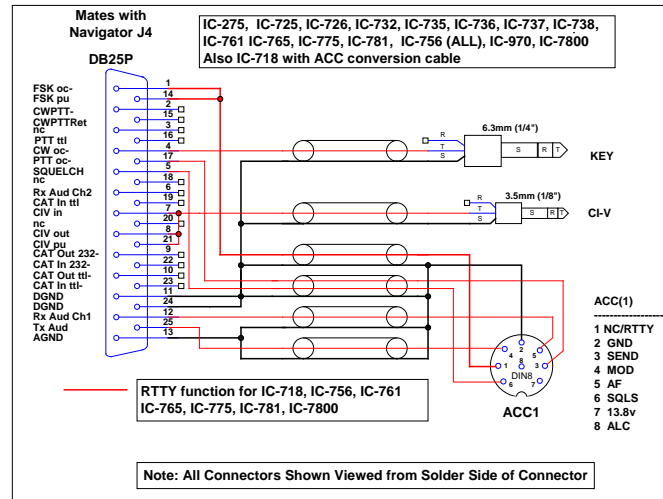 Mates with
Navigator J4
DB25P
IC-275, IC-725, IC-726, IC-732, IC-735, IC-736, IC-737, IC-738,
IC-761 IC-765, IC-775, IC-781, IC-756 (ALL), IC-970, IC-7800
Also IC-718 with ACC conversion cable
FSK oc- 1
FSK pu 14
CWPTT- 2
CWPTTRet 15
nc 3
PTT ttl 16
CW oc- 4
PTT oc- 17
SQUELCH 5
nc 18
Rx Aud Ch2 6
CAT In ttl 19
CIV in 7
nc 20
CIV out 8
CIV pu 21
CAT Out 232- 9
CAT In 232- 22
CAT Out ttl- 10
CAT In ttl- 23
DGND 11
DGND 24
Rx Aud Ch1 12
Tx Aud 25
AGND 13
6.3mm (1/4")
R
T
S
S R T
KEY
3.5mm (1/8")
R
T
S
S R T
CI-V
2
4 5
8
1 3
DIN8
6 7
ACC1
ACC(1)
--------------------
1 NC/RTTY
2 GND
3 SEND
4 MOD
5 AF
6 SQLS
7 13.8v
8 ALC
RTTY function for IC-718, IC-756, IC-761
IC-765, IC-775, IC-781, IC-7800
Note: All Connectors Shown Viewed from Solder Side of Connector